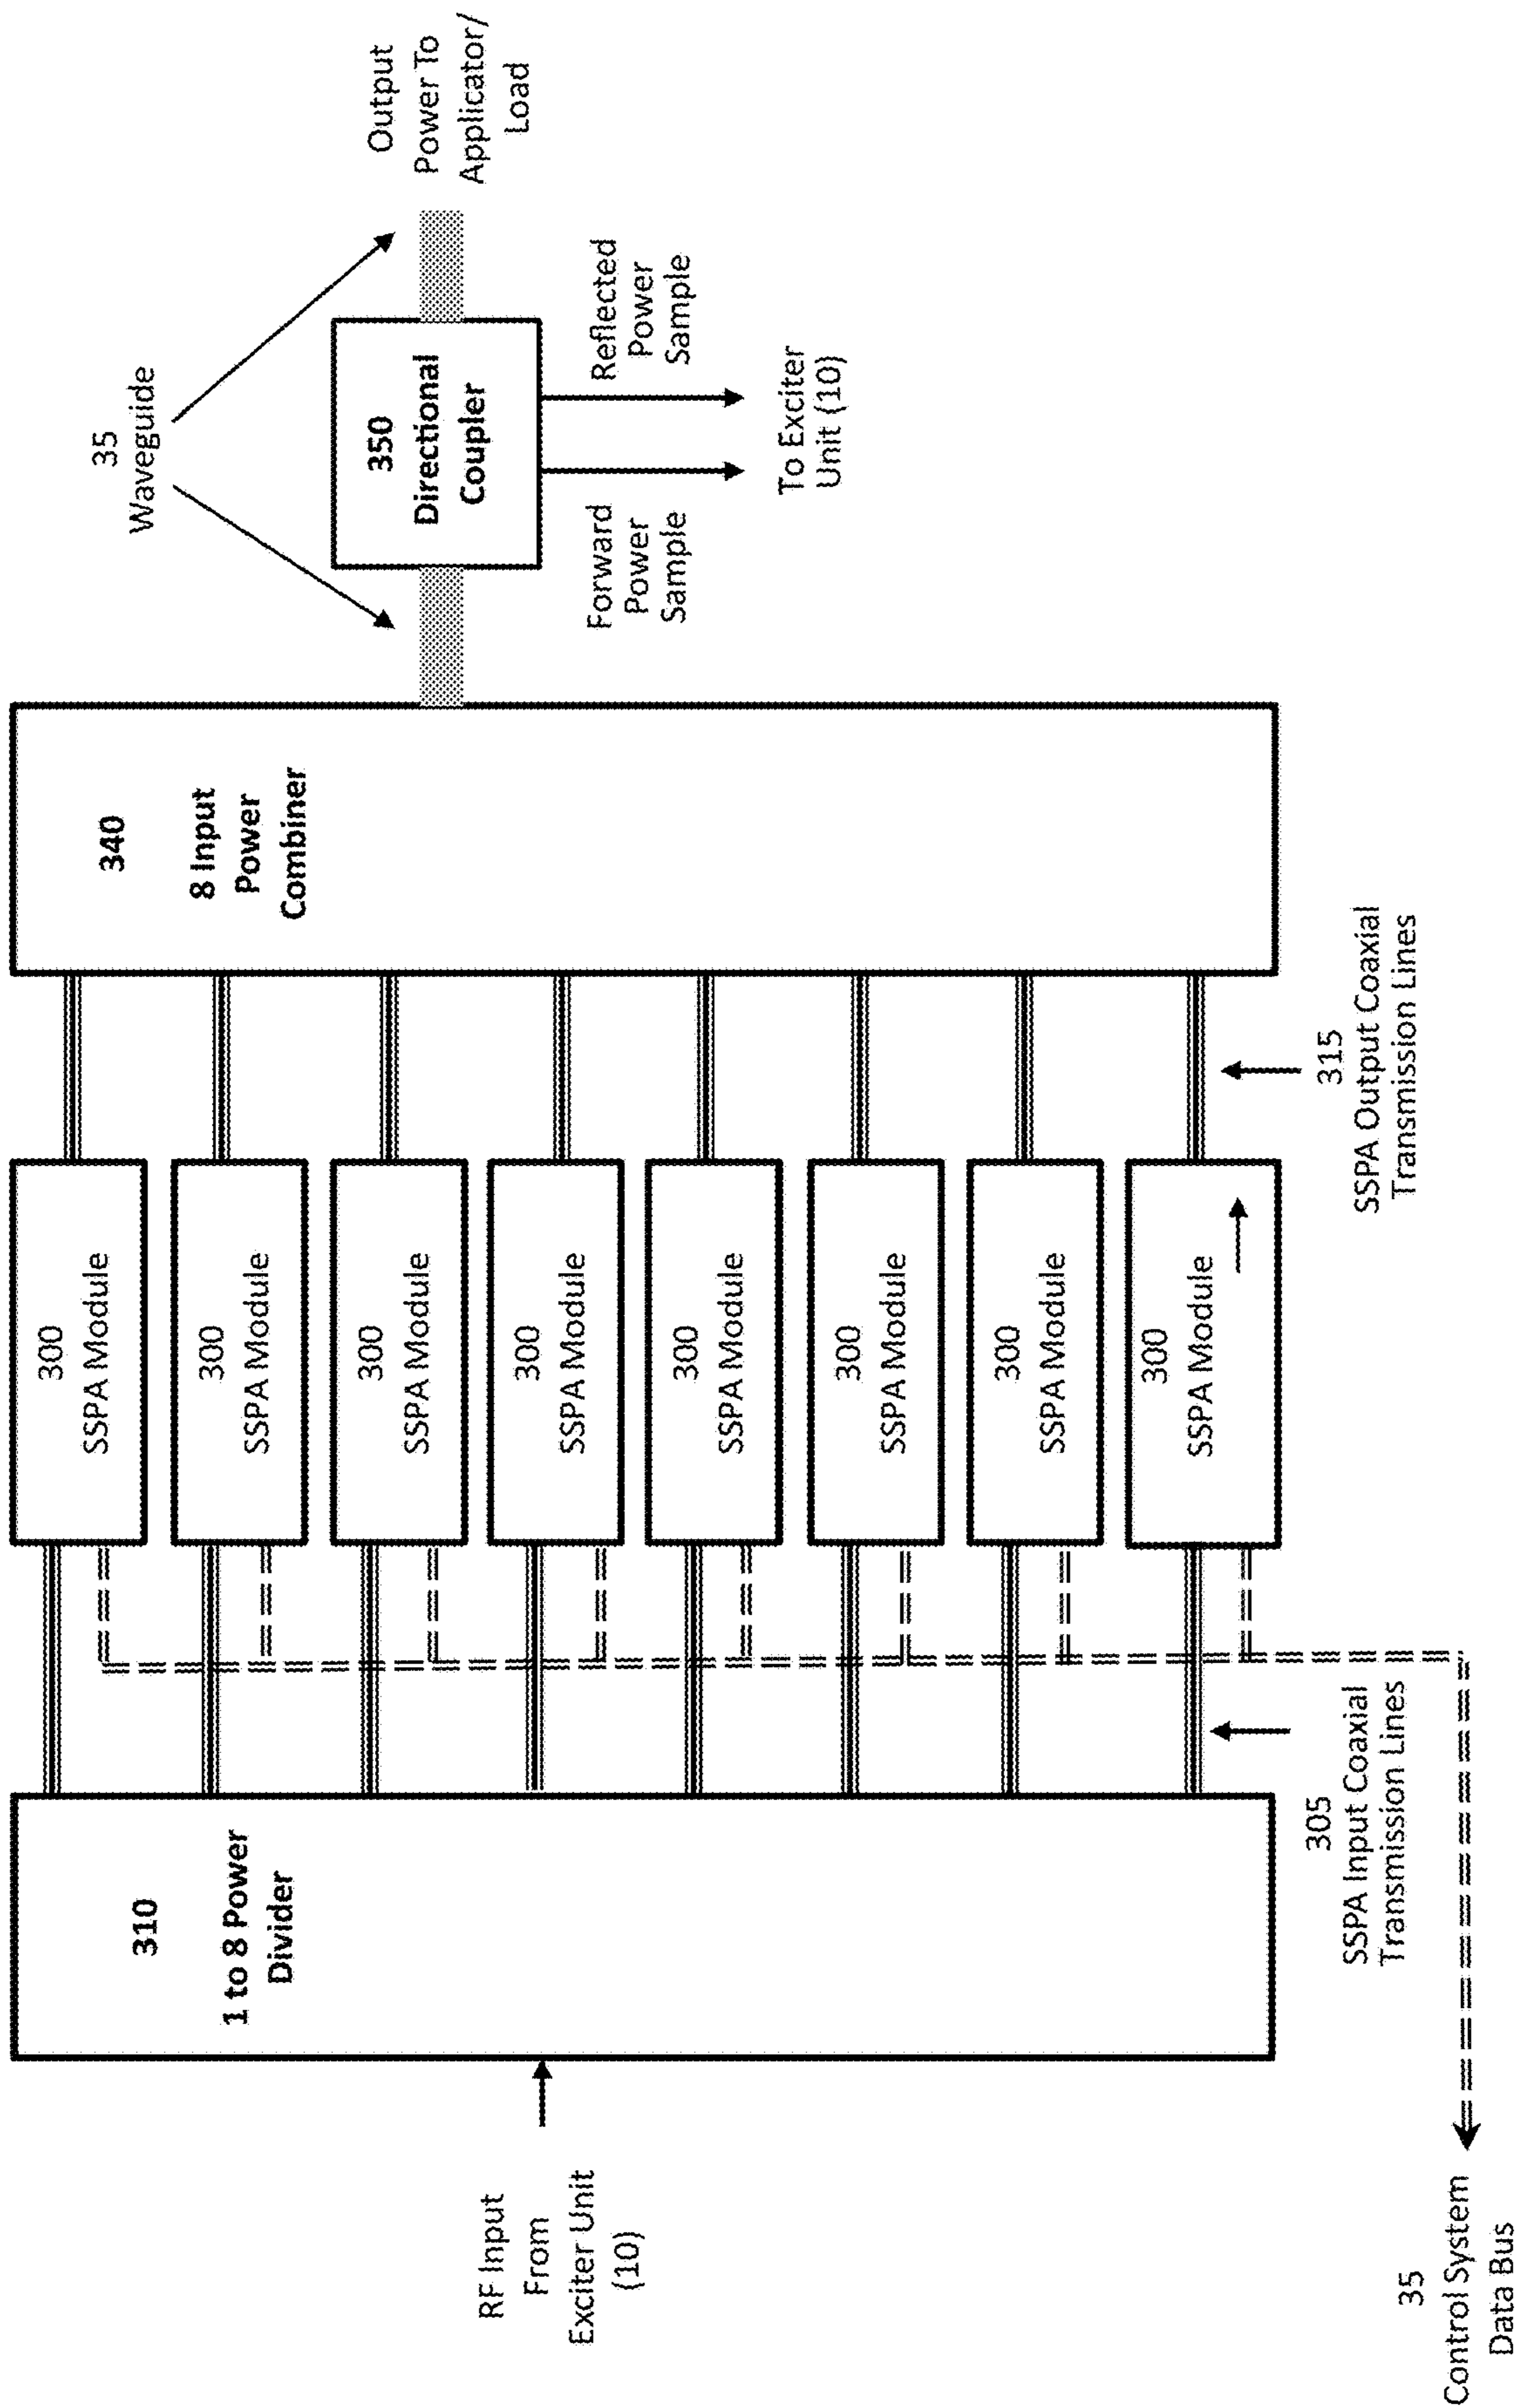 RF Input
From
Exciter Unit
(10)
310
1 to 8 Power
Divider
300
SSPA Module
300
SSPA Module
300
SSPA Module
300
SSPA Module
300
SSPA Module
300
SSPA Module
300
SSPA Module
300
SSPA Module
340
8 Input
Power
Combiner
35
Waveguide
350
Directional
Coupler
Output
Power To
Applicator/
Load
Forward
Power
Sample
Reflected
Power
Sample
To Exciter
Unit (10)
305
SSPA Input Coaxial
Transmission Lines
315
SSPA Output Coaxial
Transmission Lines
35
Control System
Data Bus